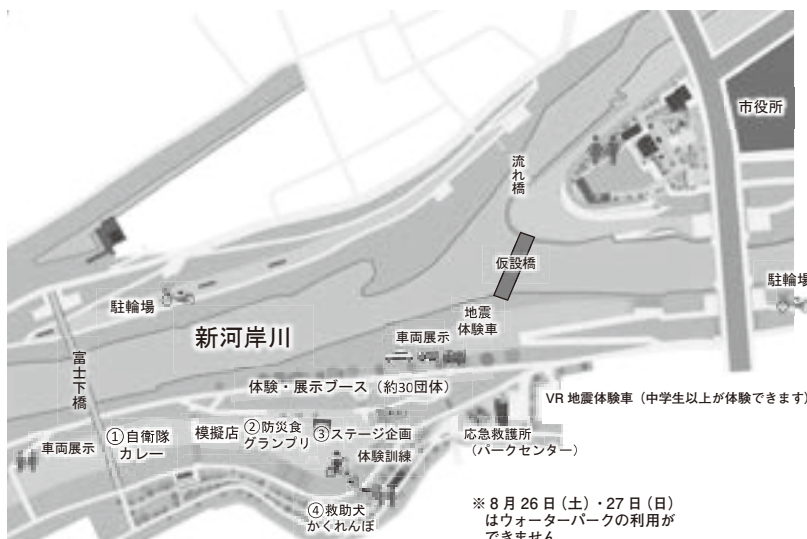 市役所
流れ橋
仮設橋
駐輪場
駐輪場
地震
体験車
新河岸川
車両展示
富士下橋
体験・展示ブース（約30団体）
VR 地震体験車（中学生以上が体験できます）
車両展示
①自衛隊
カレー
模擬店
②防災食
グランプリ
③ステージ企画
体験訓練
応急救護所
（パークセンター）
④救助犬
かくれんぼ
※ 8 月 26 日（土）・27 日（日）
はウォーターパークの利用が
できません